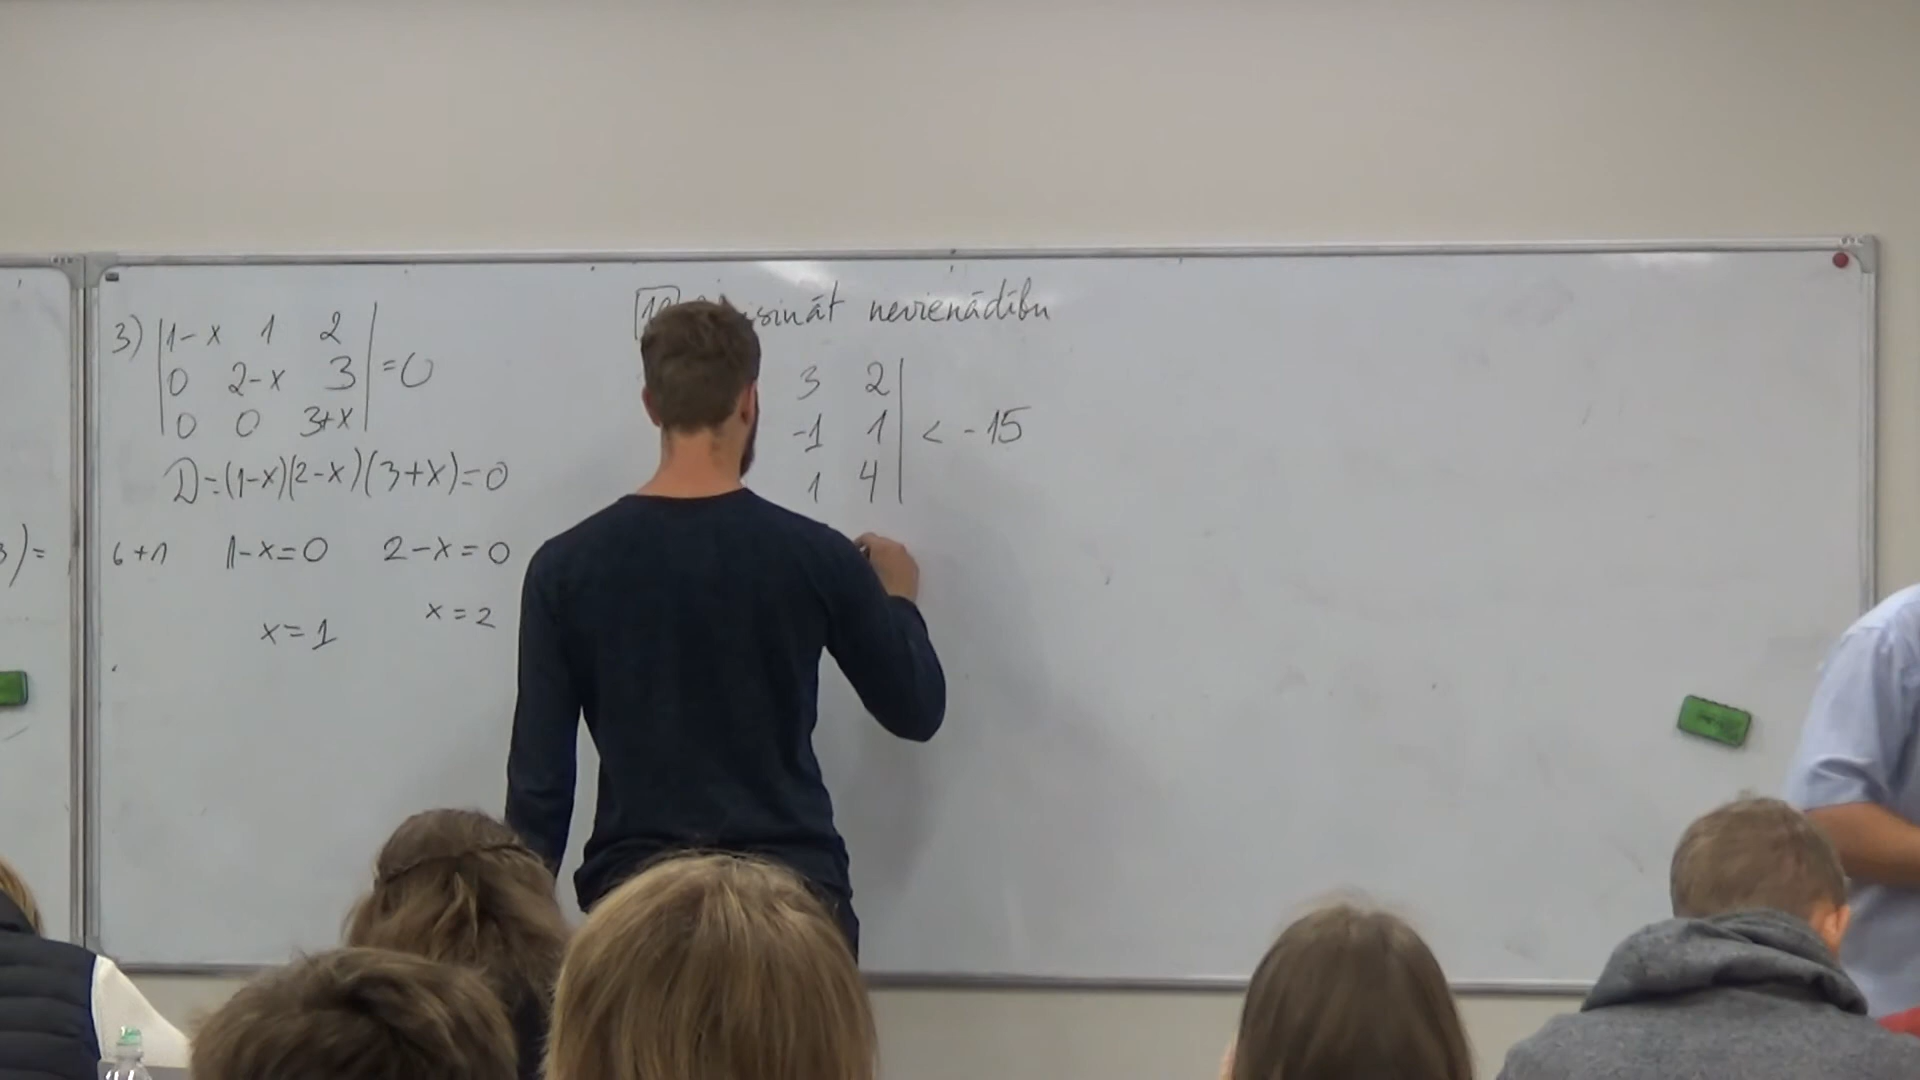 3) |1-x 1 2|
|0 2-x 3| = 0
|0 0 3+x|
D=(1-x)(2-x)(3+x)=0
)=
6+1 1-x=0 2-x=0
x=1 x=2
nevienādību
3 2|
-1 1| < -15
1 4|